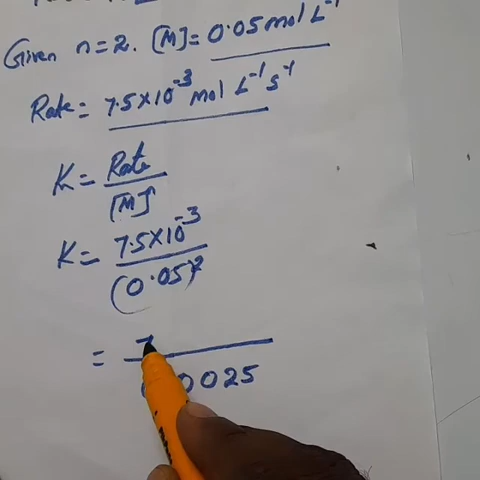 Given n=2. [M]= 0.05 mol L⁻¹
Rate= 7.5×10⁻³ mol L⁻¹ s⁻¹
K = Rate / [M]ⁿ
K = 7.5×10⁻³ / (0.05)²
= 7 / 0025